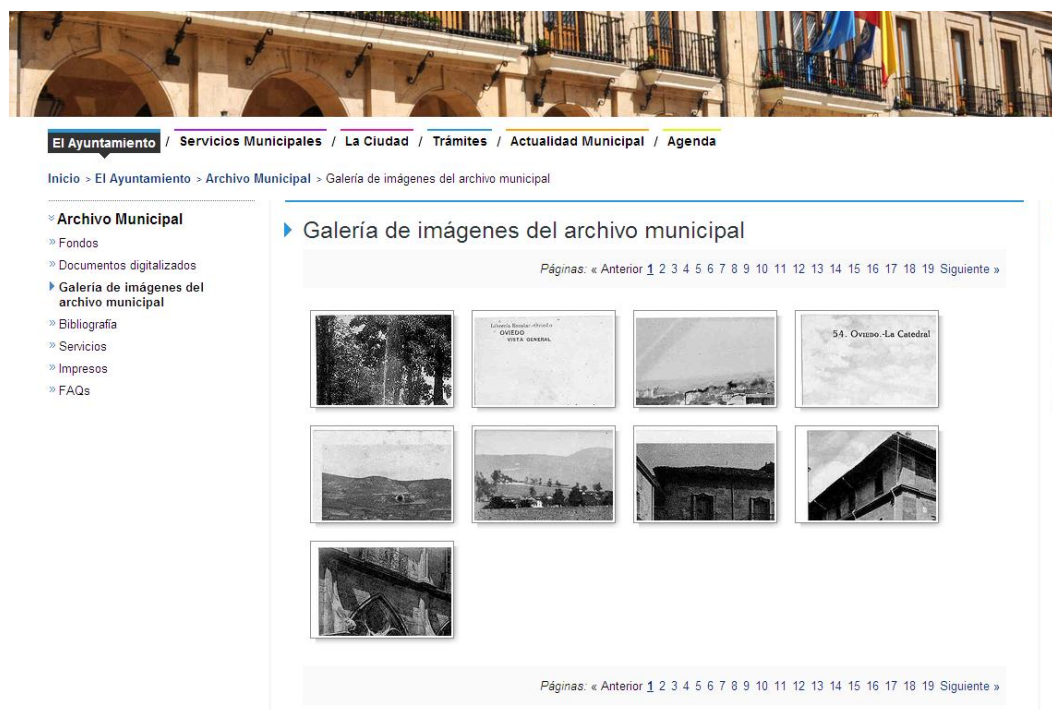 El Ayuntamiento / Servicios Municipales / La Ciudad / Trámites / Actualidad Municipal / Agenda
Inicio > El Ayuntamiento > Archivo Municipal > Galería de imágenes del archivo municipal
Archivo Municipal
» Fondos
» Documentos digitalizados
Galería de imágenes del
archivo municipal
» Bibliografía
» Servicios
» Impresos
» FAQs
Galería de imágenes del archivo municipal
Páginas: « Anterior 1 2 3 4 5 6 7 8 9 10 11 12 13 14 15 16 17 18 19 Siguiente »
Librería Escolar.-Oviedo
OVIEDO
VISTA GENERAL
54. OVIEDO.-La Catedral
Páginas: « Anterior 1 2 3 4 5 6 7 8 9 10 11 12 13 14 15 16 17 18 19 Siguiente »